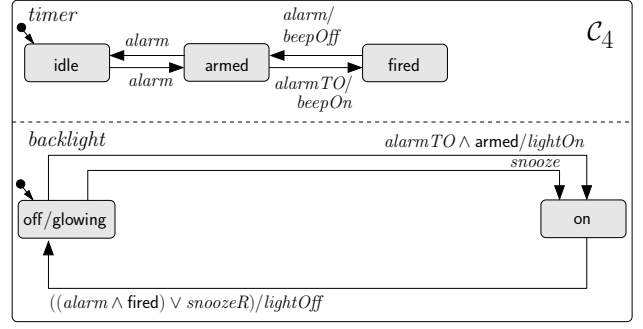 timer
alarm/
beepOff
C₄
alarm
idle
armed
fired
alarm
alarmTO/
beepOn
backlight
alarmTO ∧ armed/lightOn
snooze
off/glowing
on
((alarm ∧ fired) ∨ snoozeR)/lightOff